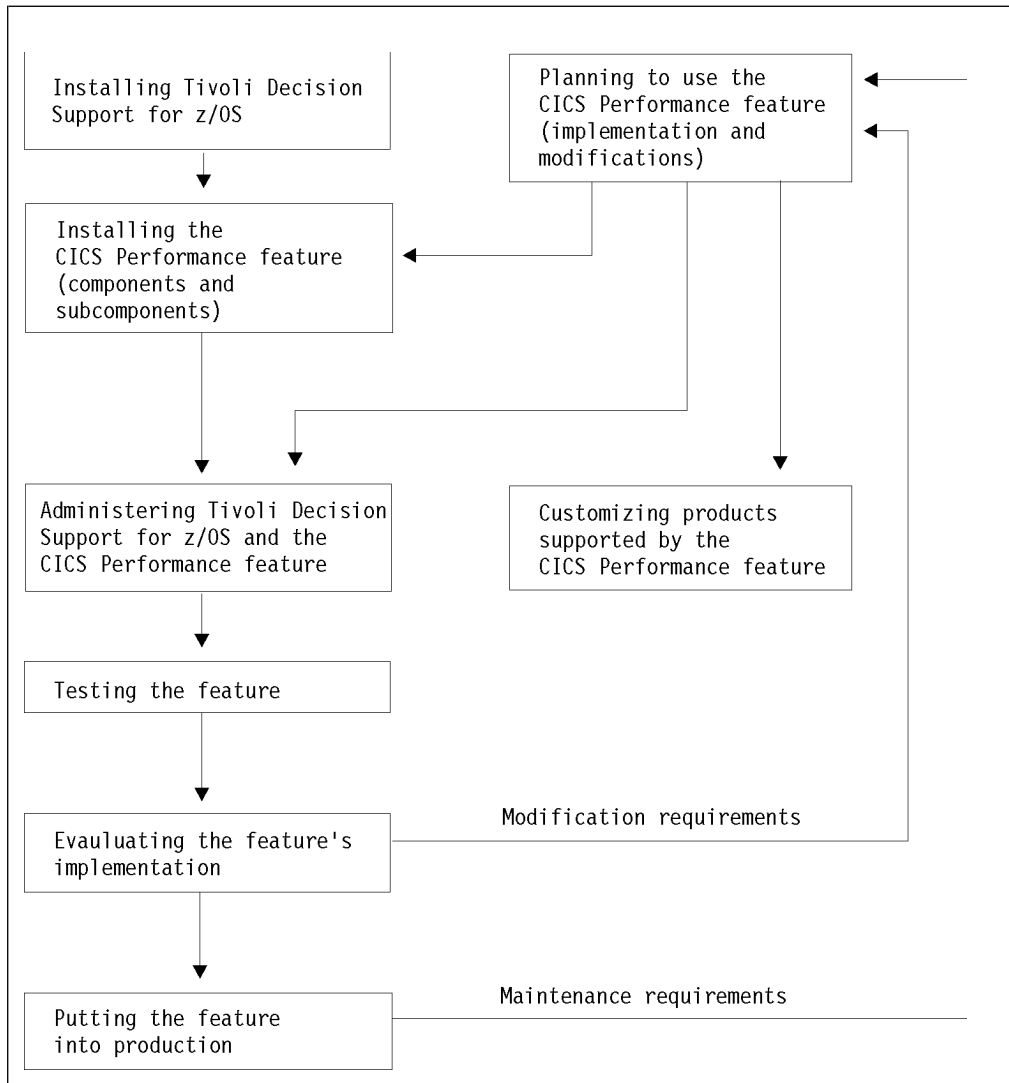 Installing Tivoli Decision
Support for z/OS
Planning to use the
CICS Performance feature
(implementation and
modifications)
Installing the
CICS Performance feature
(components and
subcomponents)
Administering Tivoli Decision
Support for z/OS and the
CICS Performance feature
Customizing products
supported by the
CICS Performance feature
Testing the feature
Evauluating the feature's
implementation
Modification requirements
Putting the feature
into production
Maintenance requirements